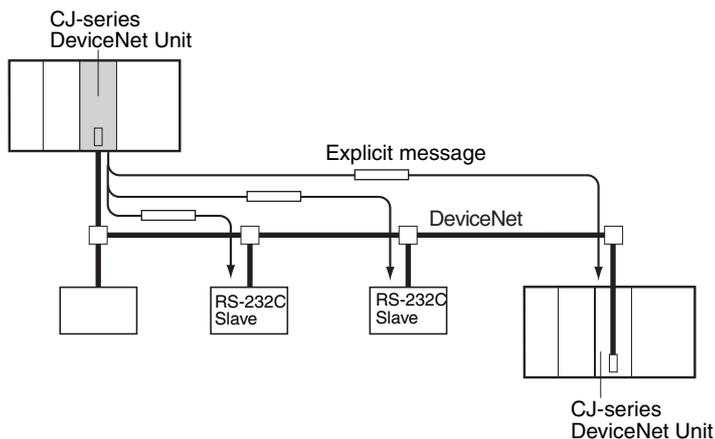 CJ-series
DeviceNet Unit
Explicit message
DeviceNet
RS-232C
Slave
RS-232C
Slave
CJ-series
DeviceNet Unit